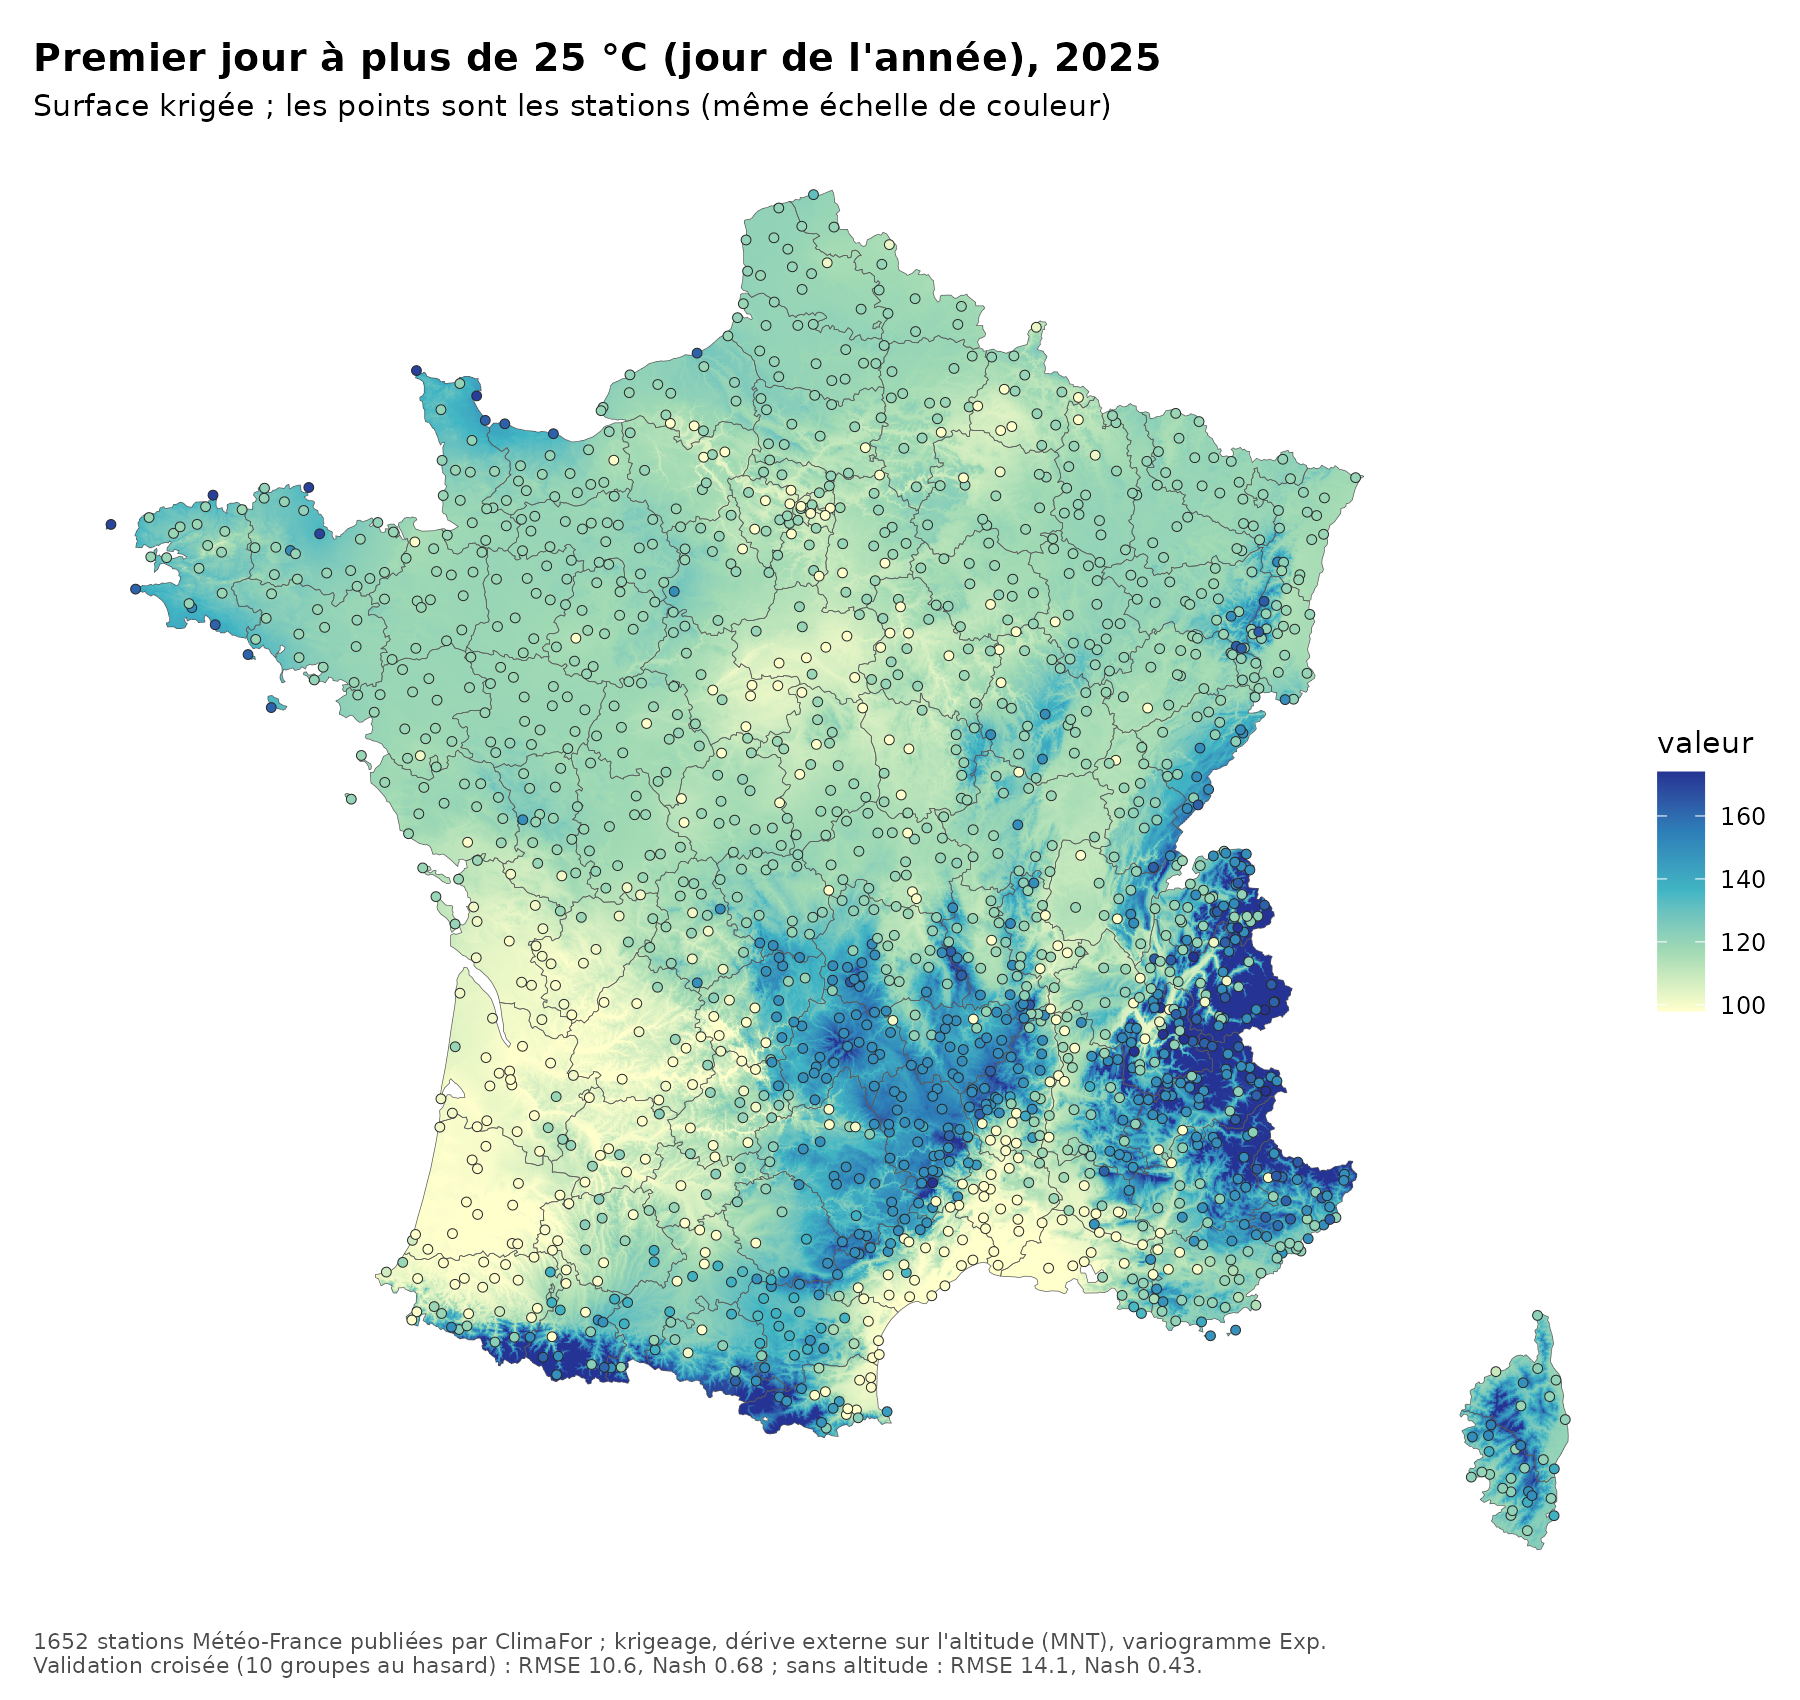 Premier jour à plus de 25 °C (jour de l'année), 2025
Surface krigée ; les points sont les stations (même échelle de couleur)
valeur
160
140
120
100
1652 stations Météo-France publiées par ClimaFor ; krigeage, dérive externe sur l'altitude (MNT), variogramme Exp.
Validation croisée (10 groupes au hasard) : RMSE 10.6, Nash 0.68 ; sans altitude : RMSE 14.1, Nash 0.43.